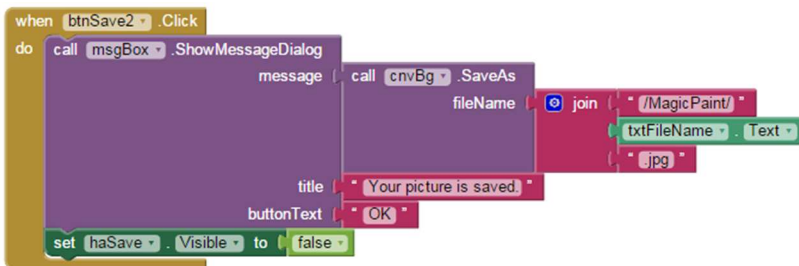 when btnSave2 .Click
do call msgBox .ShowMessageDialog
message call cnvBg .SaveAs
fileName join " /MagicPaint/ "
txtFileName . Text
" .jpg "
title " Your picture is saved. "
buttonText " OK "
set haSave . Visible to false